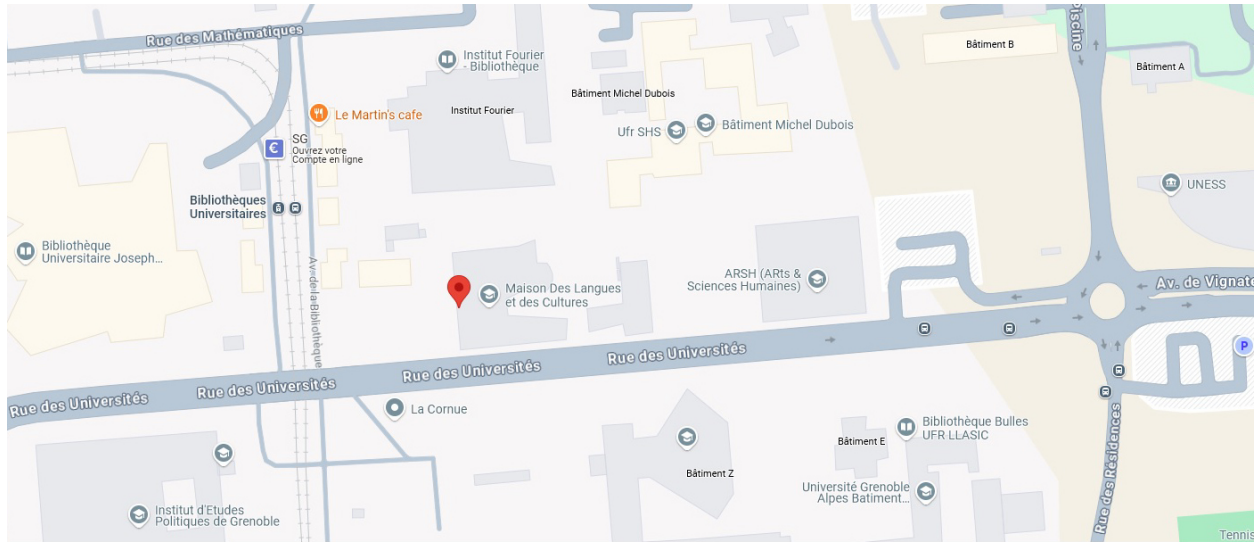 Rue des Mathématiques
Institut Fourier
- Bibliothèque
Institut Fourier
Le Martin's cafe
SG
Ouvrez votre
Compte en ligne
€
Bâtiment Michel Dubois
Ufr SHS
Bâtiment Michel Dubois
Bâtiment B
Piscine
Bâtiment A
UNESS
Bibliothèques
Universitaires
Bibliothèque
Universitaire Joseph...
Av. de la Bibliothèque
Maison Des Langues
et des Cultures
ARSH (ARts &
Sciences Humaines)
Av. de Vignate
Rue des Universités
Rue des Universités
Rue des Universités
Rue des Universités
P
La Cornue
Bibliothèque Bulles
UFR LLASIC
Bâtiment E
Bâtiment Z
Université Grenoble
Alpes Batiment...
Rue des Résidences
Institut d'Etudes
Politiques de Grenoble
Tennis